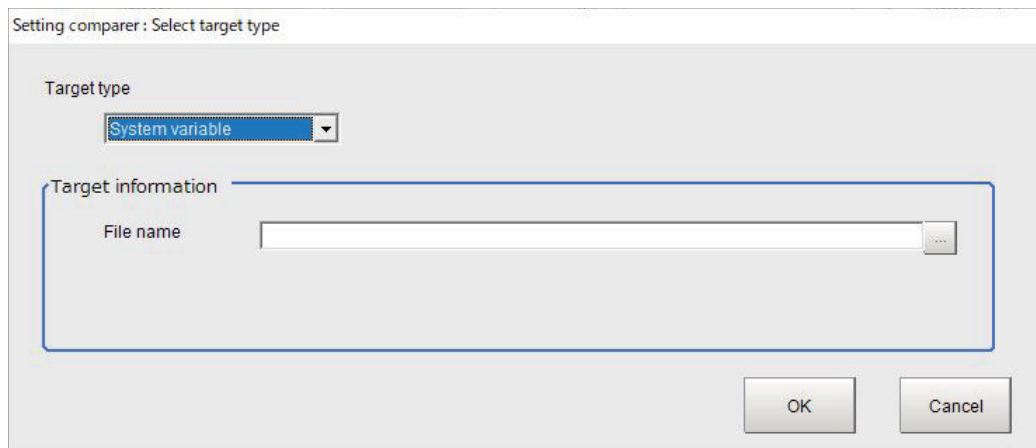 Setting comparer : Select target type
Target type
System variable
Target information
File name
...
OK
Cancel